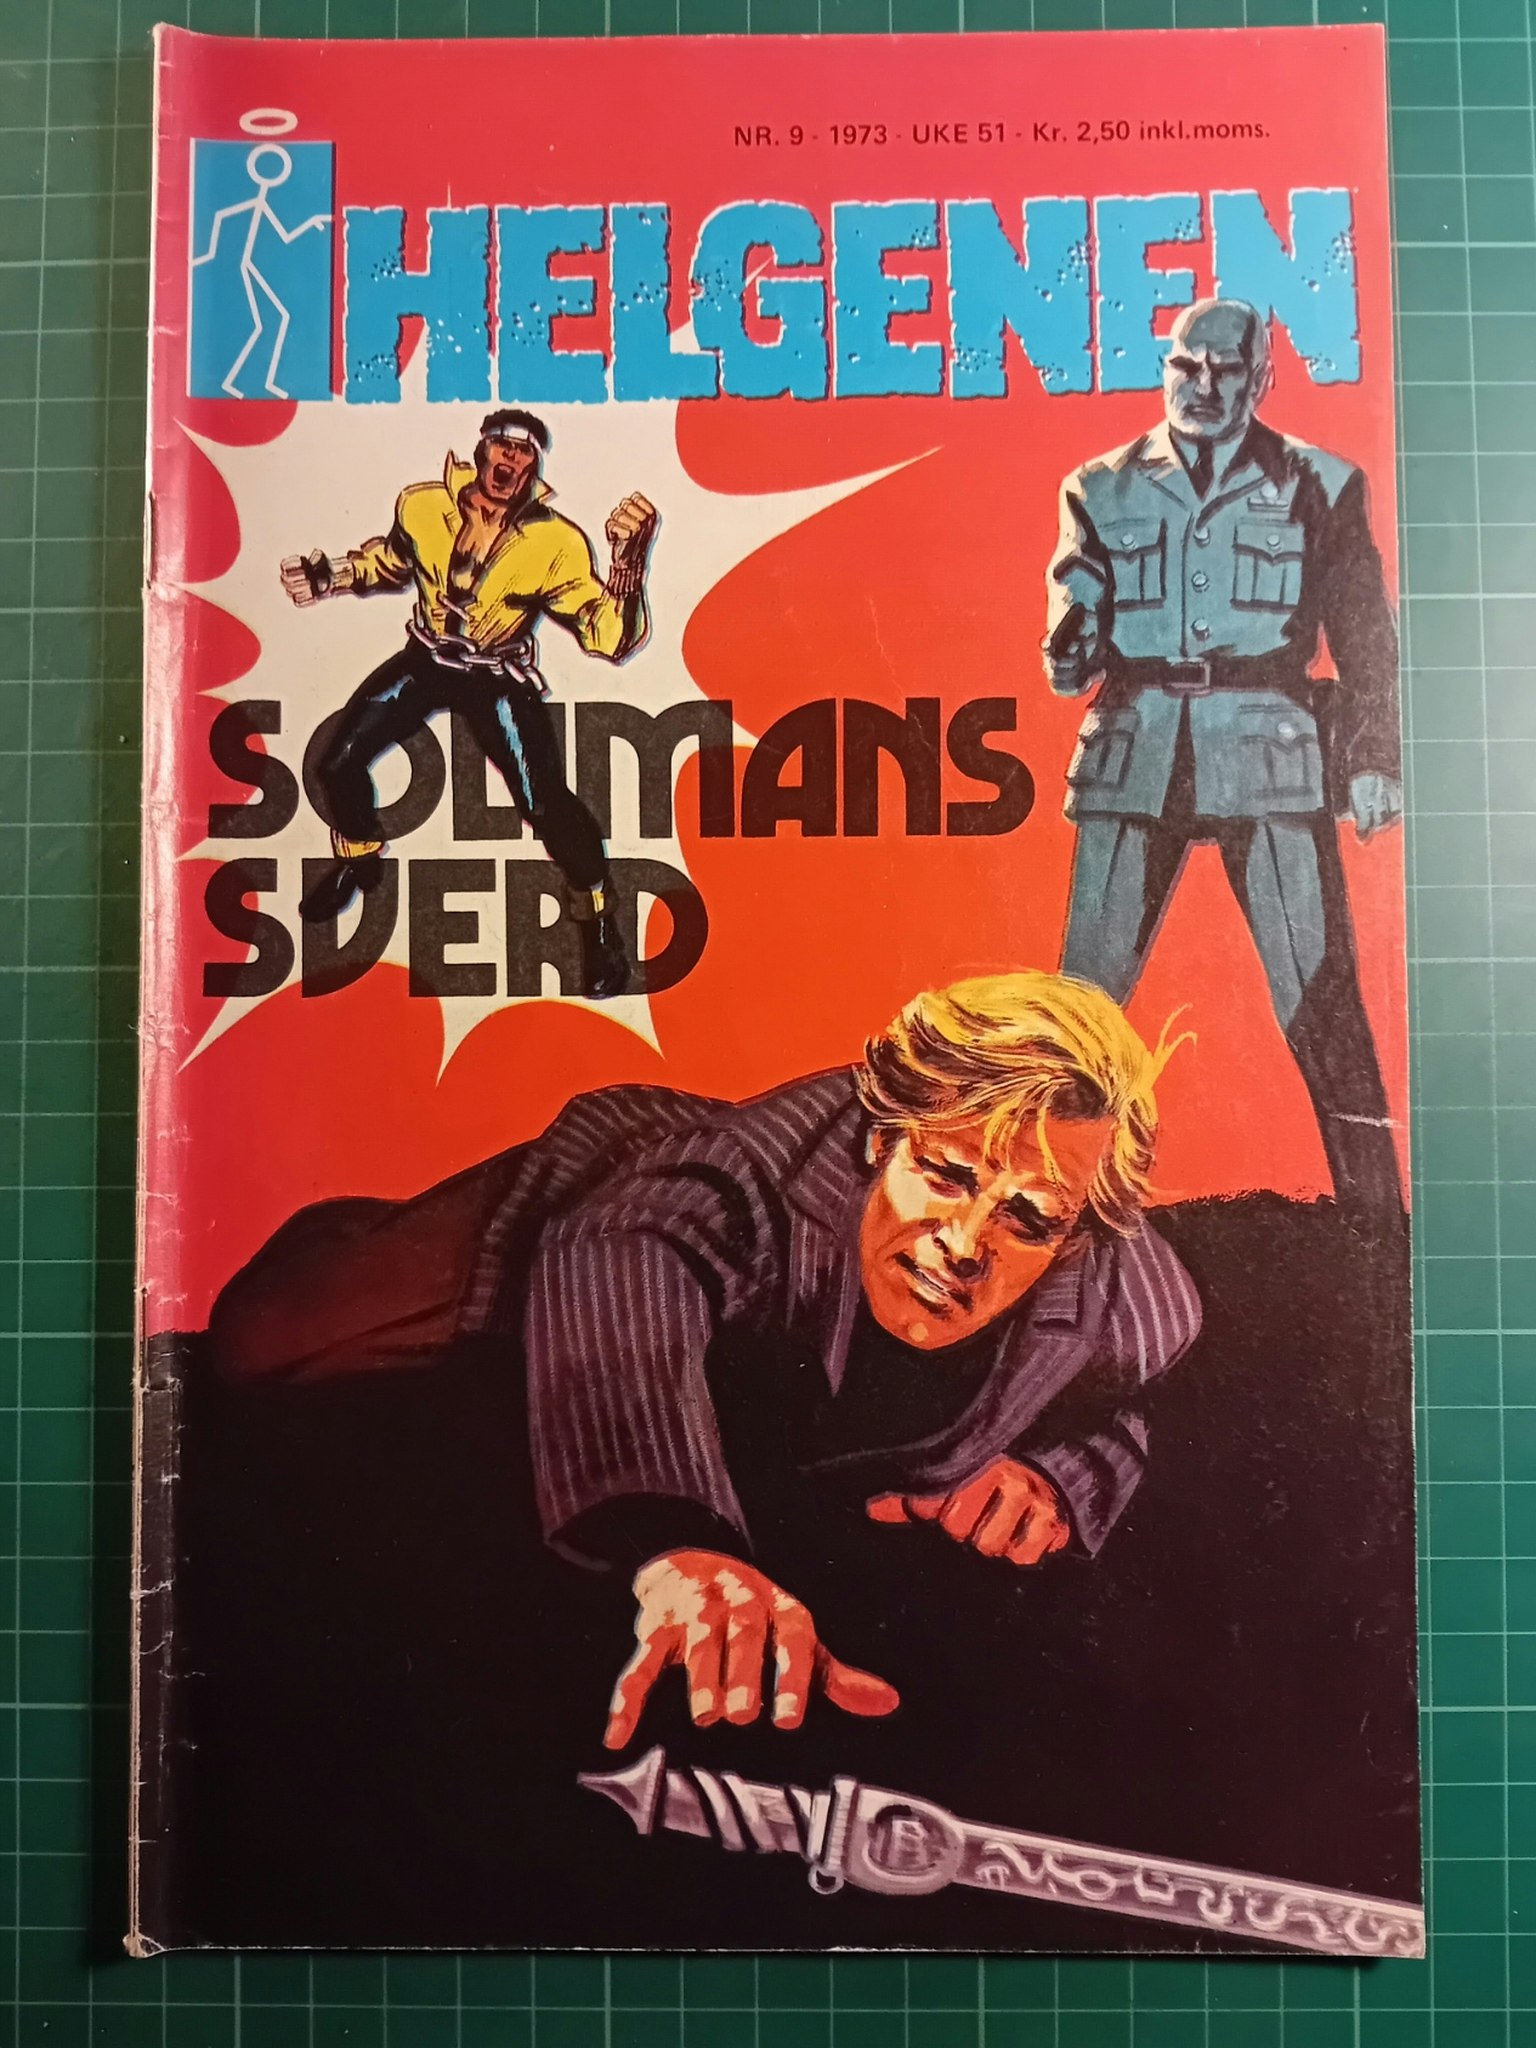 NR. 9 - 1973 - UKE 51 - Kr. 2,50 inkl.moms.
HELGENEN
SOLIMANS
SVERD